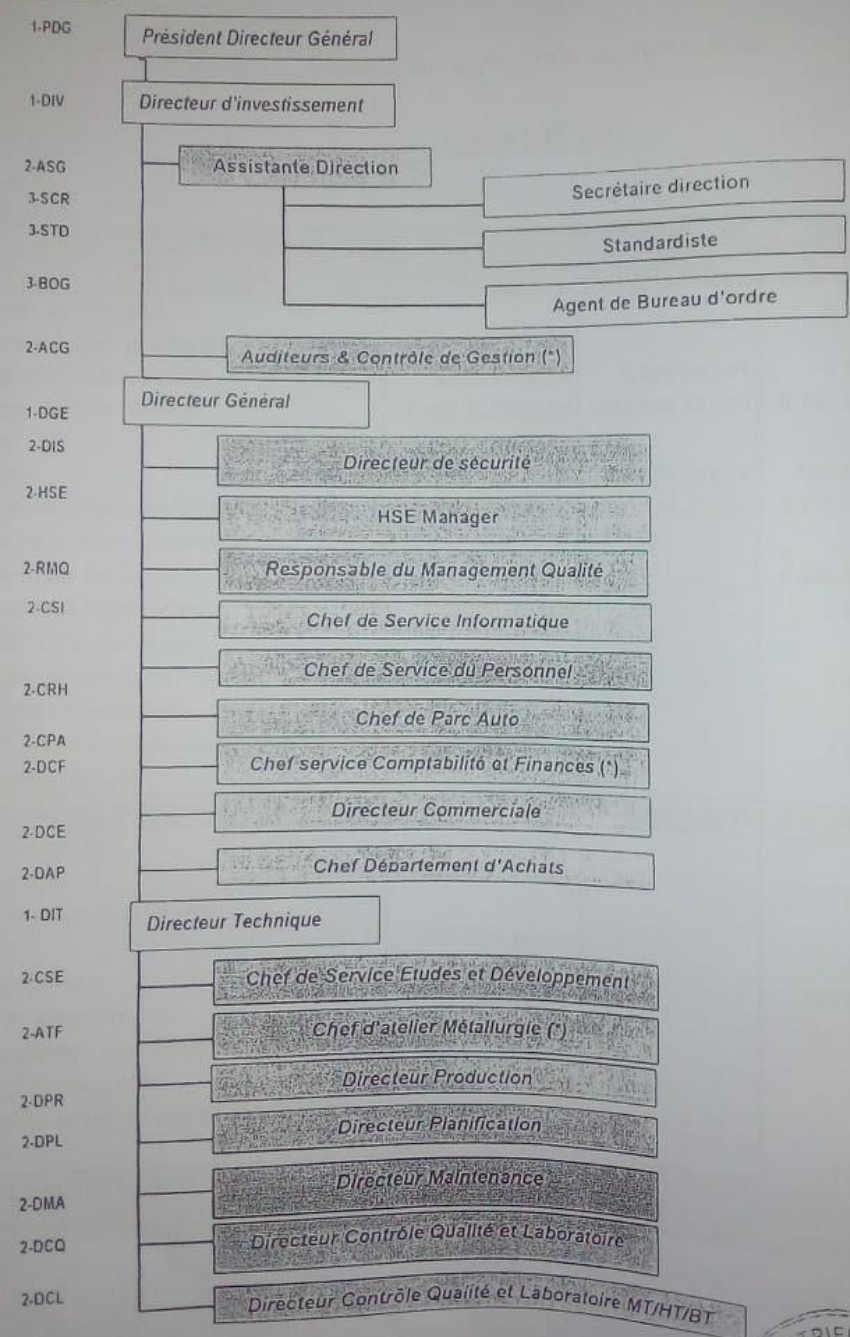 1-PDG Président Directeur Général
1-DIV Directeur d'investissement
2-ASG Assistante Direction
3-SCR Secrétaire direction
3-STD Standardiste
3-BOG Agent de Bureau d'ordre
2-ACG Auditeurs & Contrôle de Gestion (*)
1-DGE Directeur Général
2-DIS Directeur de sécurité
2-HSE HSE Manager
2-RMQ Responsable du Management Qualité
2-CSI Chef de Service Informatique
2-CRH Chef de Service du Personnel
2-CPA Chef de Parc Auto
2-DCF Chef service Comptabilité et Finances (*)
2-DCE Directeur Commerciale
2-DAP Chef Département d'Achats
1- DIT Directeur Technique
2-CSE Chef de Service Etudes et Développement
2-ATF Chef d'atelier Métallurgie (*)
2-DPR Directeur Production
2-DPL Directeur Planification
2-DMA Directeur Maintenance
2-DCQ Directeur Contrôle Qualité et Laboratoire
2-DCL Directeur Contrôle Qualité et Laboratoire MT/HT/BT